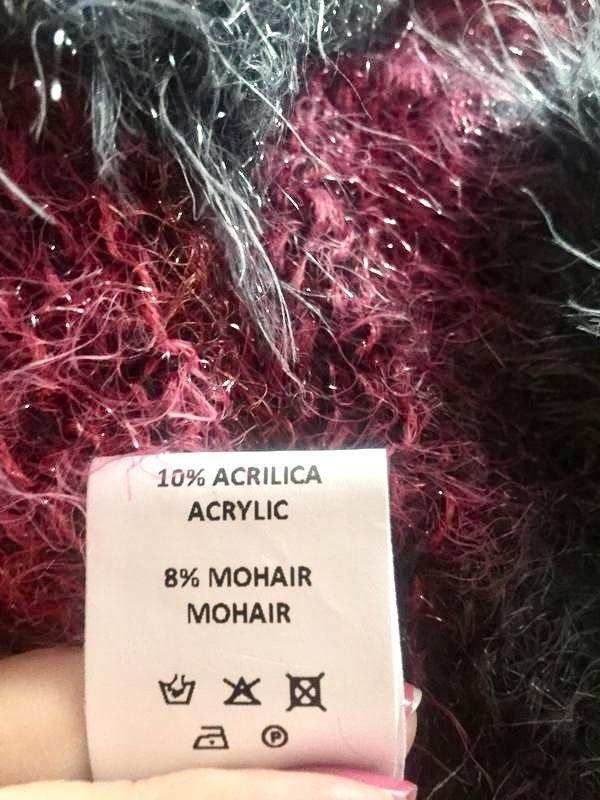 10% ACRILICA
ACRYLIC
8% MOHAIR
MOHAIR
P